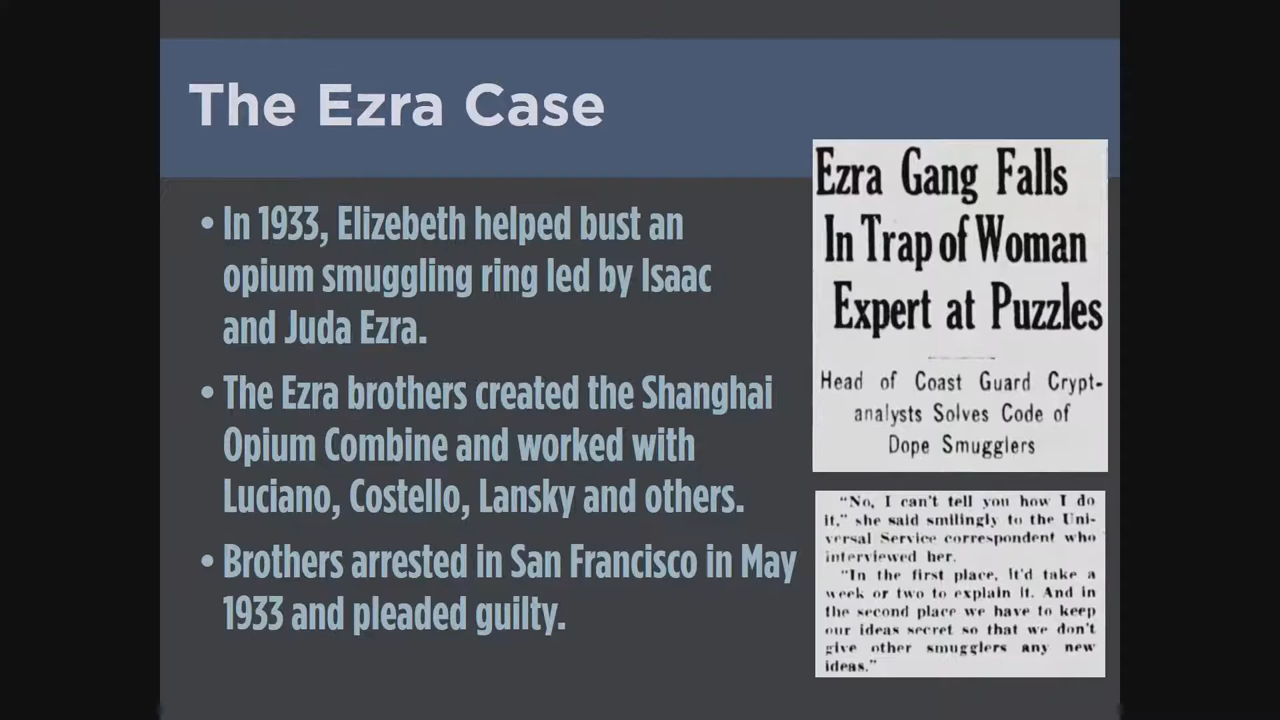 The Ezra Case
• In 1933, Elizebeth helped bust an
opium smuggling ring led by Isaac
and Juda Ezra.
• The Ezra brothers created the Shanghai
Opium Combine and worked with
Luciano, Costello, Lansky and others.
• Brothers arrested in San Francisco in May
1933 and pleaded guilty.
Ezra Gang Falls
In Trap of Woman
Expert at Puzzles
Head of Coast Guard Crypt-
analysts Solves Code of
Dope Smugglers
"No, I can't tell you how I do
it," she said smilingly to the Uni-
versal Service correspondent who
interviewed her.
"In the first place, it'd take a
week or two to explain it. And in
the second place we have to keep
our ideas secret so that we don't
give other smugglers any new
ideas."